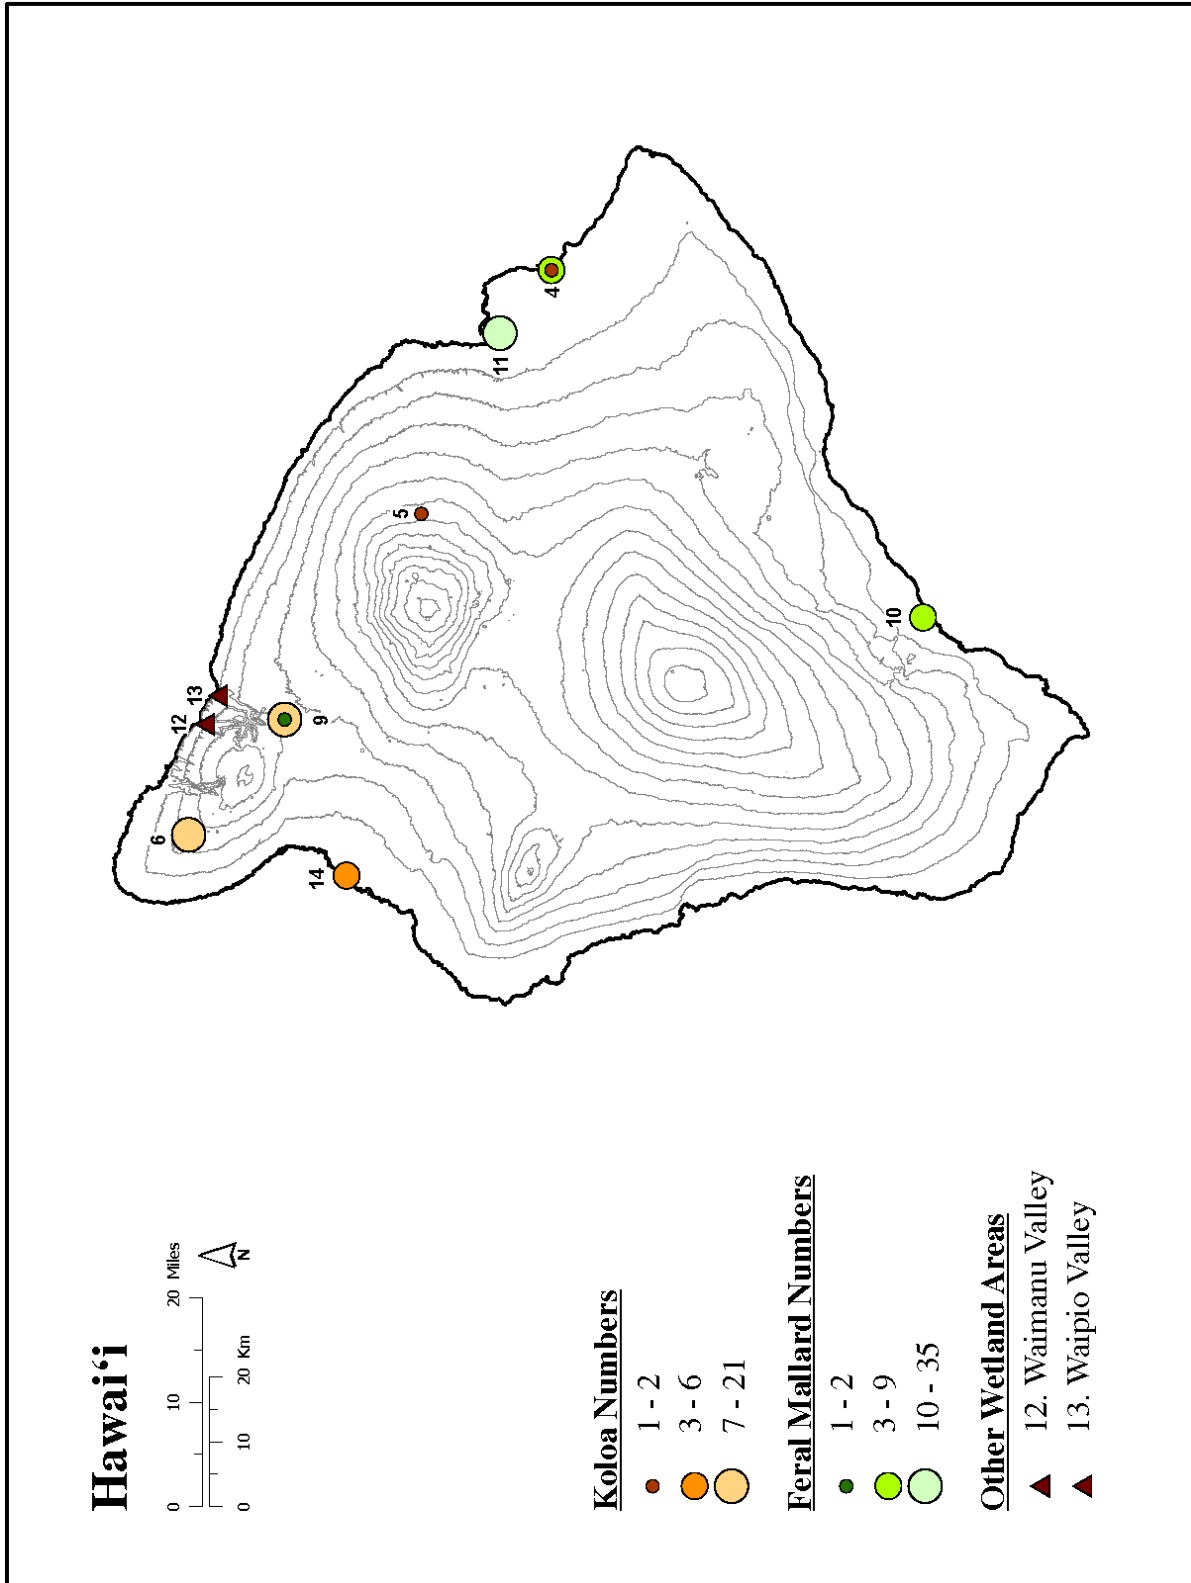 Hawai‘i
0 10 20 Miles
0 10 20 Km
N
Koloa Numbers
1 - 2
3 - 6
7 - 21
Feral Mallard Numbers
1 - 2
3 - 9
10 - 35
Other Wetland Areas
12. Waimanu Valley
13. Waipio Valley
6
12
13
9
14
5
11
4
10